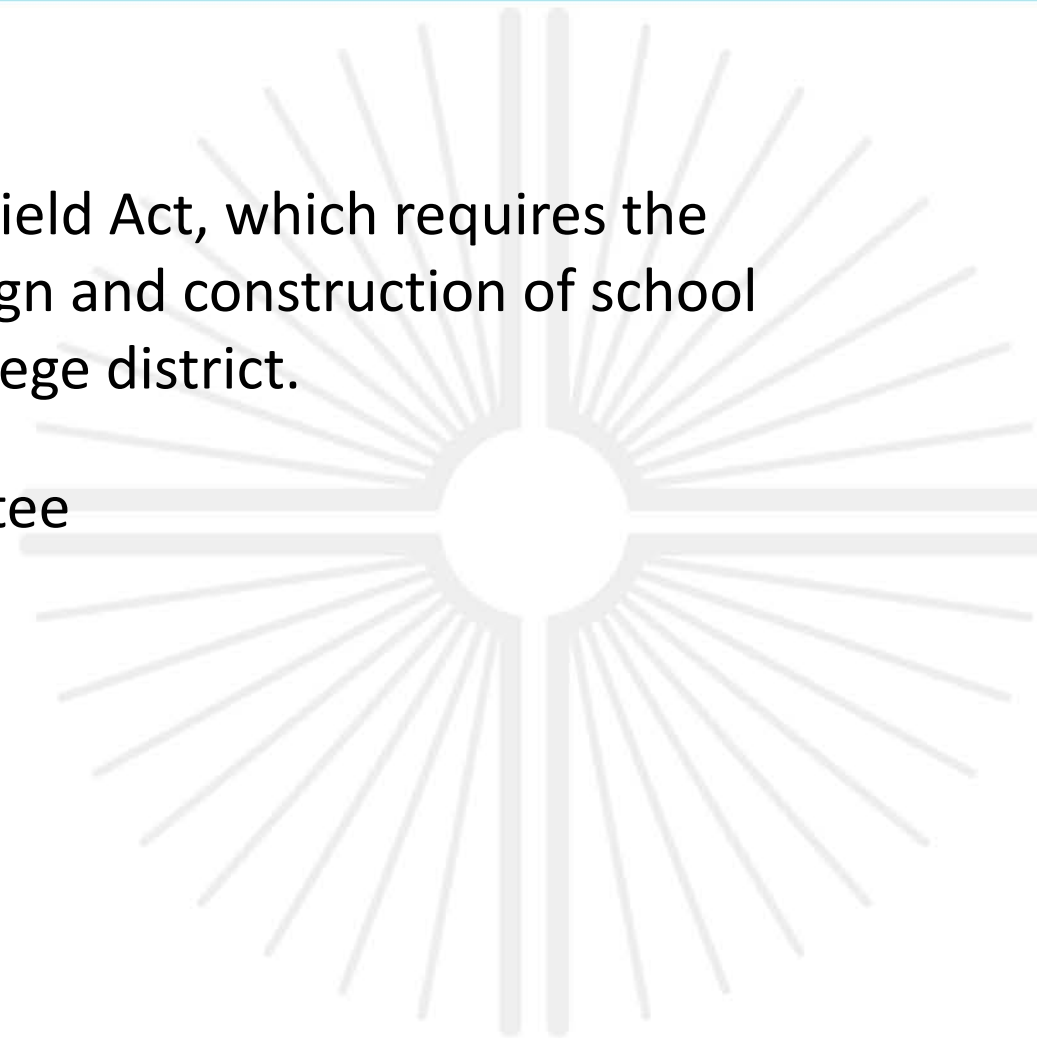 ield Act, which requires the
gn and construction of school
ege district.
tee